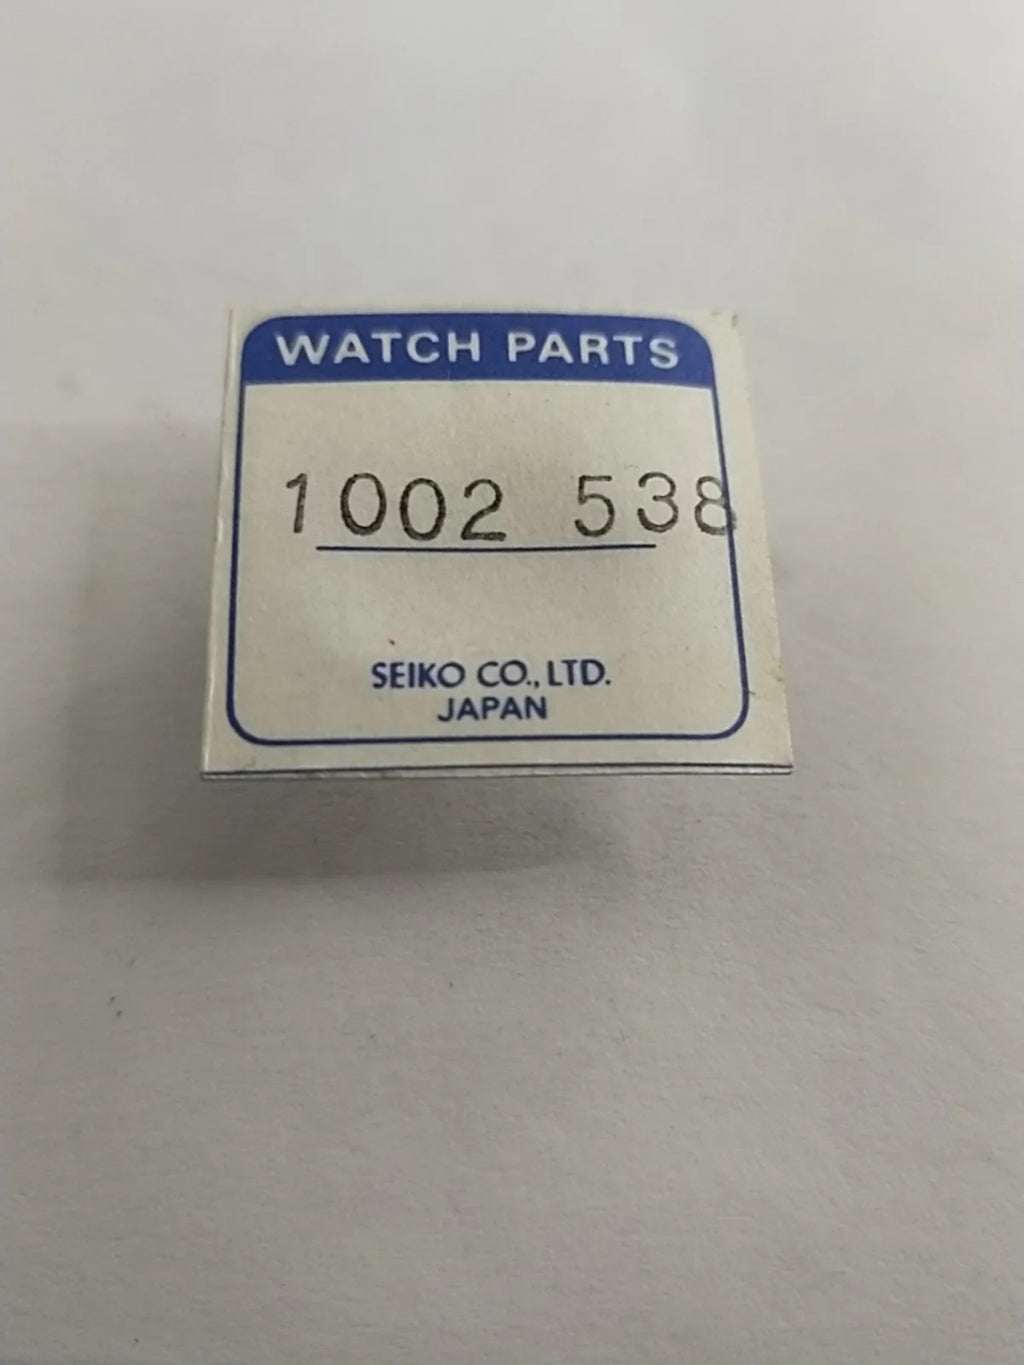 WATCH PARTS
1002 538
SEIKO CO., LTD.
JAPAN